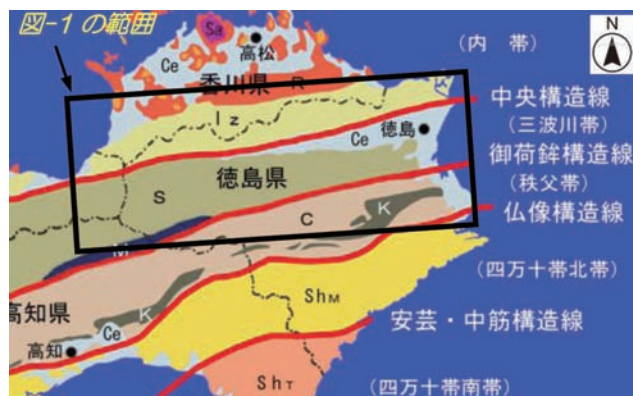 図-1 の範囲
Sa
高松
Ce
香川県
R
（内　帯）
N
Iz
中央構造線
Ce
徳島
（三波川帯）
御荷鉾構造線
S
徳島県
（秩父帯）
C
K
仏像構造線
M
（四万十帯北帯）
高知県
K
ShM
Ce
高知
安芸・中筋構造線
ShT
（四万十帯南帯）